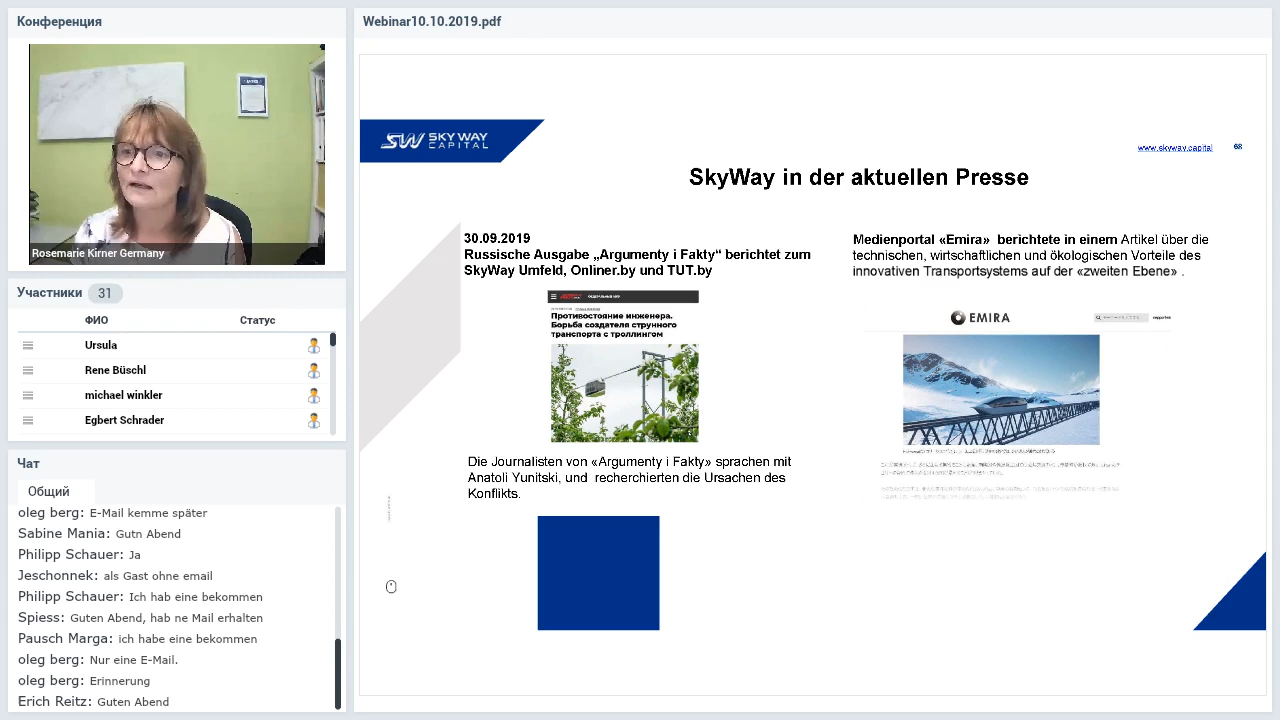 Конференция
Rosemarie Kirner Germany
Участники 31
ФИО Статус
Ursula
Rene Büschl
michael winkler
Egbert Schrader
Чат
Общий
oleg berg: E-Mail kemme später
Sabine Mania: Gutn Abend
Philipp Schauer: Ja
Jeschonnek: als Gast ohne email
Philipp Schauer: Ich hab eine bekommen
Spiess: Guten Abend, hab ne Mail erhalten
Pausch Marga: ich habe eine bekommen
oleg berg: Nur eine E-Mail.
oleg berg: Erinnerung
Erich Reitz: Guten Abend
Webinar10.10.2019.pdf
SW SKY WAY
CAPITAL
www.skyway.capital 68
SkyWay in der aktuellen Presse
30.09.2019
Russische Ausgabe „Argumenty i Fakty“ berichtet zum
SkyWay Umfeld, Onliner.by und TUT.by
Противостояние инженера.
Борьба создателя струнного
транспорта с троллингом
Die Journalisten von «Argumenty i Fakty» sprachen mit
Anatoli Yunitski, und recherchierten die Ursachen des
Konflikts.
Medienportal «Emira» berichtete in einem Artikel über die
technischen, wirtschaftlichen und ökologischen Vorteile des
innovativen Transportsystems auf der «zweiten Ebene» .
EMIRA